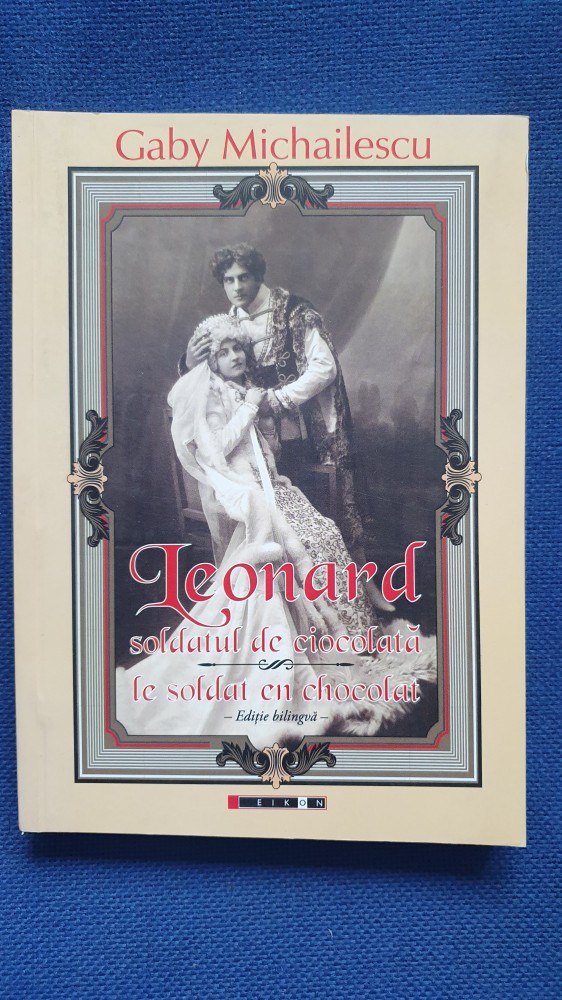 Gaby Michailescu
Leonard
soldatul de ciocolată
le soldat en chocolat
– Ediție bilingvă –
EIKON